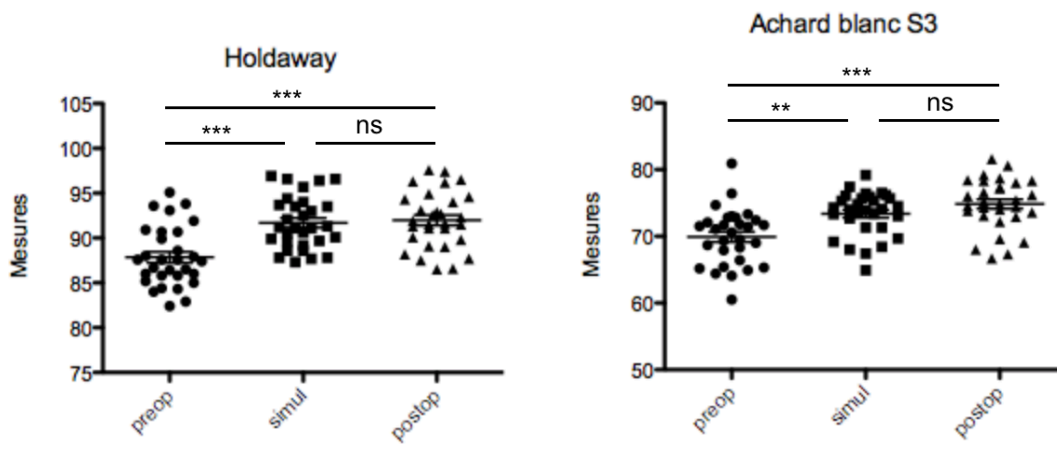 Holdaway
Mesures
105
100
95
90
85
80
75
***
***
ns
preop
simul
postop
Achard blanc S3
Mesures
90
80
70
60
50
***
**
ns
preop
simul
postop